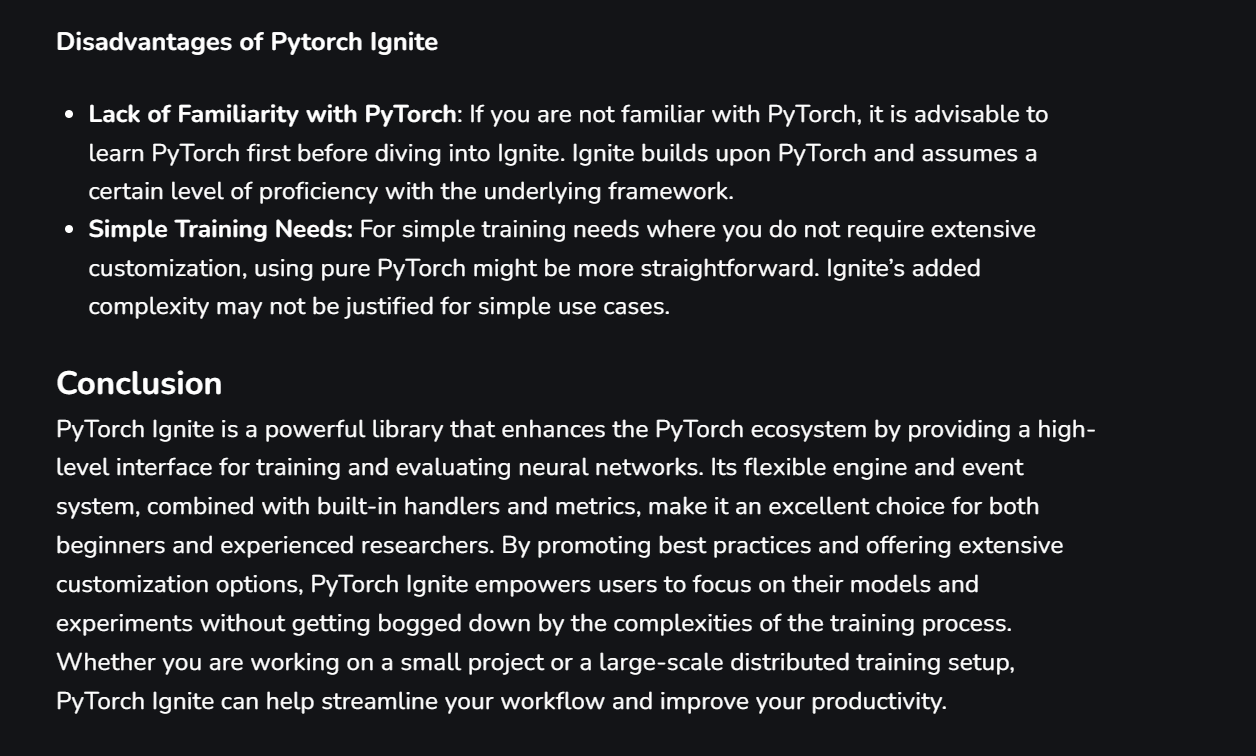 Disadvantages of Pytorch Ignite
• Lack of Familiarity with PyTorch: If you are not familiar with PyTorch, it is advisable to
learn PyTorch first before diving into Ignite. Ignite builds upon PyTorch and assumes a
certain level of proficiency with the underlying framework.
• Simple Training Needs: For simple training needs where you do not require extensive
customization, using pure PyTorch might be more straightforward. Ignite’s added
complexity may not be justified for simple use cases.
Conclusion
PyTorch Ignite is a powerful library that enhances the PyTorch ecosystem by providing a high-
level interface for training and evaluating neural networks. Its flexible engine and event
system, combined with built-in handlers and metrics, make it an excellent choice for both
beginners and experienced researchers. By promoting best practices and offering extensive
customization options, PyTorch Ignite empowers users to focus on their models and
experiments without getting bogged down by the complexities of the training process.
Whether you are working on a small project or a large-scale distributed training setup,
PyTorch Ignite can help streamline your workflow and improve your productivity.